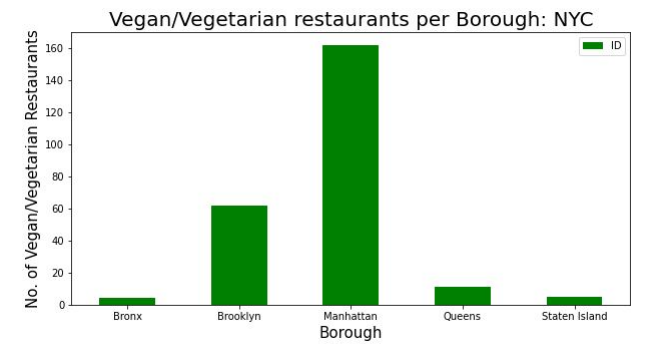 Vegan/Vegetarian restaurants per Borough: NYC
ID
No. of Vegan/Vegetarian Restaurants
160
140
120
100
80
60
40
20
0
Bronx Brooklyn Manhattan Queens Staten Island
Borough